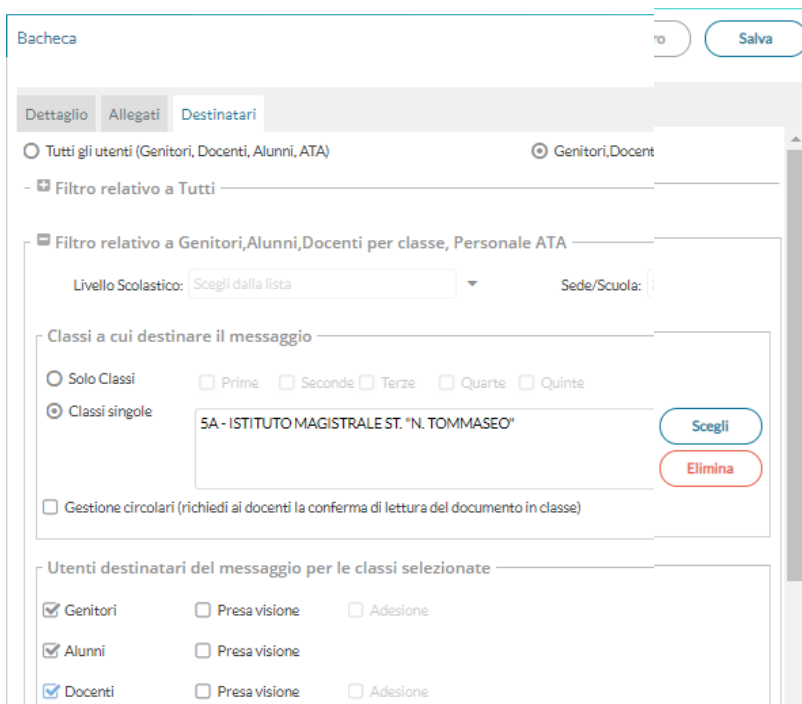 Bacheca ro Salva
Dettaglio Allegati Destinatari
Tutti gli utenti (Genitori, Docenti, Alunni, ATA) Genitori,Docent
Filtro relativo a Tutti
Filtro relativo a Genitori,Alunni,Docenti per classe, Personale ATA
Livello Scolastico: Scegli dalla lista Sede/Scuola:
Classi a cui destinare il messaggio
Solo Classi Prime Seconde Terze Quarte Quinte
Classi singole
5A - ISTITUTO MAGISTRALE ST. "N. TOMMASEO" Scegli
Elimina
Gestione circolari (richiedi ai docenti la conferma di lettura del documento in classe)
Utenti destinatari del messaggio per le classi selezionate
Genitori Presa visione Adesione
Alunni Presa visione
Docenti Presa visione Adesione